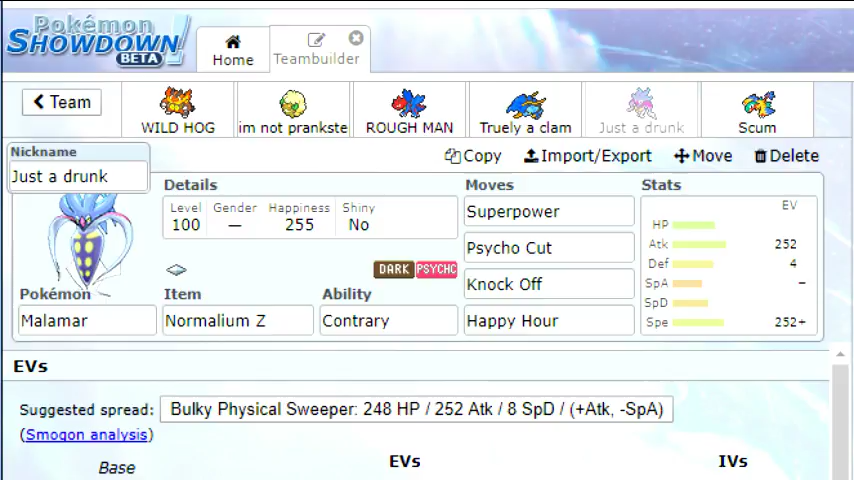 Pokémon
SHOWDOWN!
BETA
Home
Teambuilder
Team
WILD HOG
im not prankste
ROUGH MAN
Truely a clam
Just a drunk
Scum
Nickname
Just a drunk
Copy
Import/Export
Move
Delete
Details
Level
Gender
Happiness
Shiny
100
—
255
No
DARK
PSYCHC
Pokémon
Malamar
Item
Normalium Z
Ability
Contrary
Moves
Superpower
Psycho Cut
Knock Off
Happy Hour
Stats
EV
HP
Atk 252
Def 4
SpA –
SpD
Spe 252+
EVs
Suggested spread: Bulky Physical Sweeper: 248 HP / 252 Atk / 8 SpD / (+Atk, -SpA)
(Smogon analysis)
Base
EVs
IVs